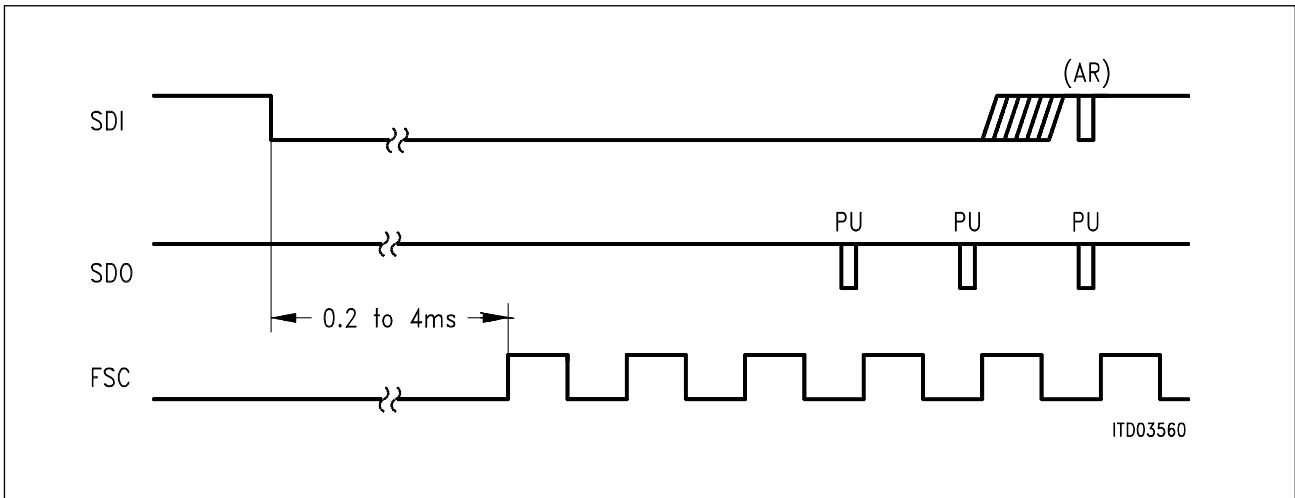 (AR)
SDI
PU PU PU
SDO
0.2 to 4ms
FSC
ITD03560